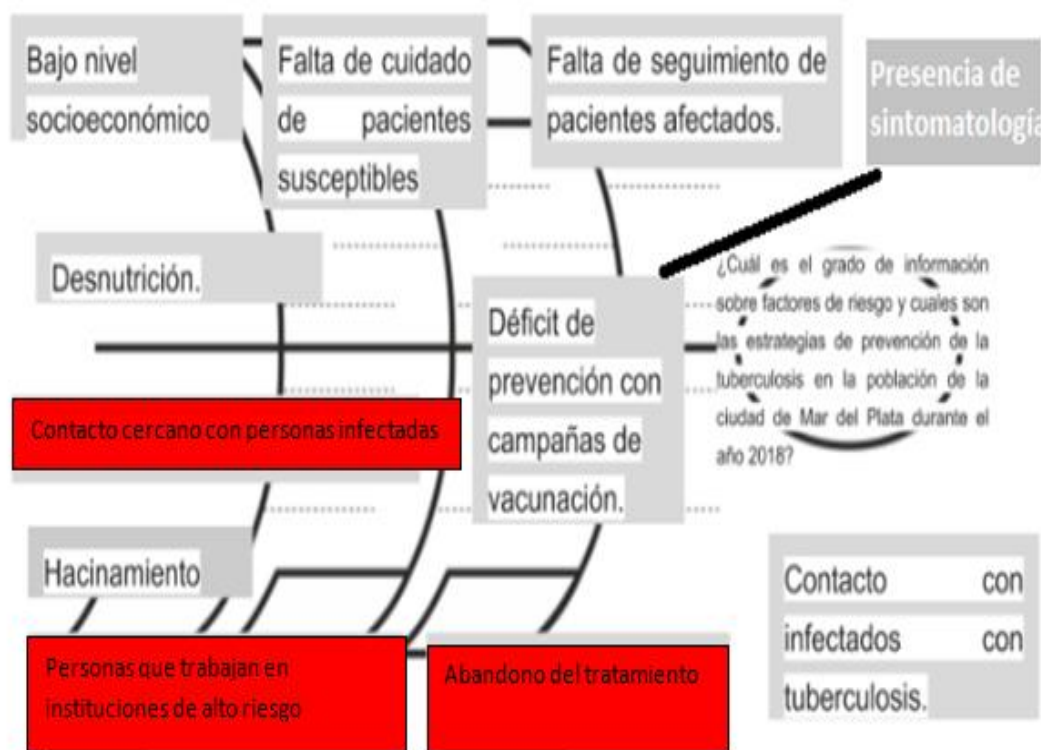 Bajo nivel
socioeconómico
Falta de cuidado
de pacientes
susceptibles
Falta de seguimiento de
pacientes afectados.
Presencia de
sintomatología
Desnutrición.
Déficit de
prevención con
campañas de
vacunación.
¿Cuál es el grado de información
sobre factores de riesgo y cuales son
las estrategias de prevención de la
tuberculosis en la población de la
ciudad de Mar del Plata durante el
año 2018?
Contacto cercano con personas infectadas
Hacinamiento
Contacto con
infectados con
tuberculosis.
Personas que trabajan en
instituciones de alto riesgo
Abandono del tratamiento